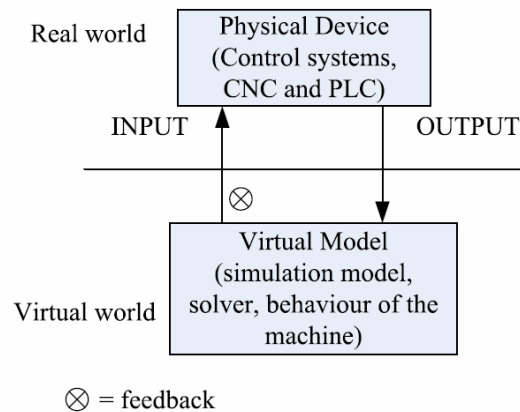 Real world
Physical Device
(Control systems,
CNC and PLC)
INPUT
OUTPUT
⊗
Virtual Model
(simulation model,
solver, behaviour of the
machine)
Virtual world
⊗ = feedback